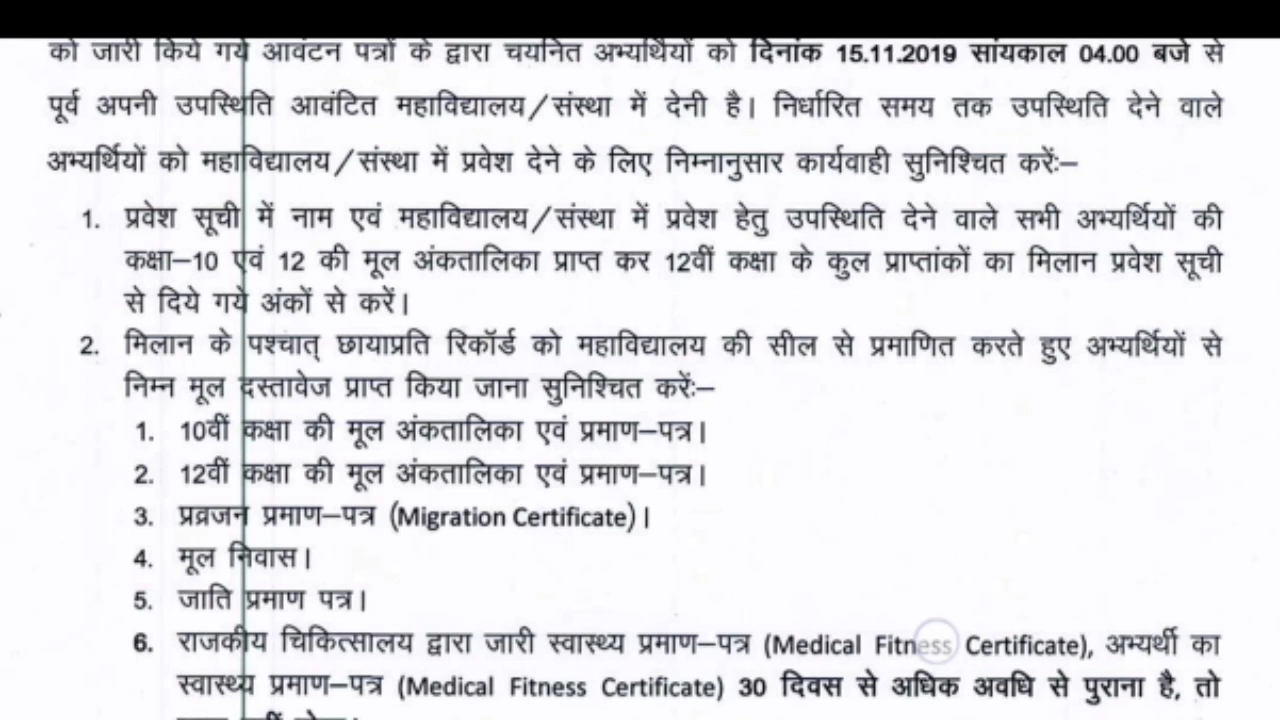 को जारी किये गये आवंटन पत्रों के द्वारा चयनित अभ्यर्थियों को दिनांक 15.11.2019 सांयकाल 04.00 बजे से
पूर्व अपनी उपस्थिति आवंटित महाविद्यालय/संस्था में देनी है। निर्धारित समय तक उपस्थिति देने वाले
अभ्यर्थियों को महाविद्यालय/संस्था में प्रवेश देने के लिए निम्नानुसार कार्यवाही सुनिश्चित करेंः–
1. प्रवेश सूची में नाम एवं महाविद्यालय/संस्था में प्रवेश हेतु उपस्थिति देने वाले सभी अभ्यर्थियों की
कक्षा–10 एवं 12 की मूल अंकतालिका प्राप्त कर 12वीं कक्षा के कुल प्राप्तांकों का मिलान प्रवेश सूची
से दिये गये अंकों से करें।
2. मिलान के पश्चात् छायाप्रति रिकॉर्ड को महाविद्यालय की सील से प्रमाणित करते हुए अभ्यर्थियों से
निम्न मूल दस्तावेज प्राप्त किया जाना सुनिश्चित करेंः–
1. 10वीं कक्षा की मूल अंकतालिका एवं प्रमाण–पत्र।
2. 12वीं कक्षा की मूल अंकतालिका एवं प्रमाण–पत्र।
3. प्रव्रजन प्रमाण–पत्र (Migration Certificate)।
4. मूल निवास।
5. जाति प्रमाण पत्र।
6. राजकीय चिकित्सालय द्वारा जारी स्वास्थ्य प्रमाण–पत्र (Medical Fitness Certificate), अभ्यर्थी का
स्वास्थ्य प्रमाण–पत्र (Medical Fitness Certificate) 30 दिवस से अधिक अवधि से पुराना है, तो